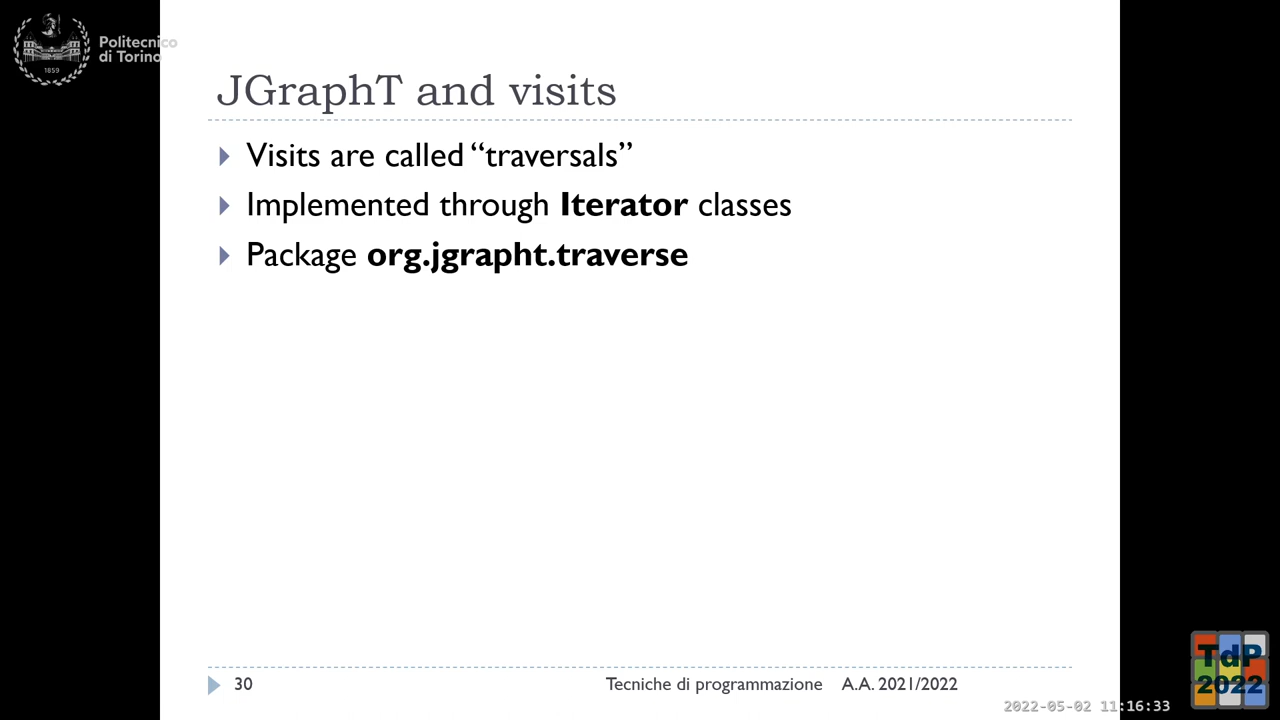 Politecnico
di Torino
1859
JGraphT and visits
Visits are called “traversals”
Implemented through Iterator classes
Package org.jgrapht.traverse
30
Tecniche di programmazione A.A. 2021/2022
2022-05-02 11:16:33
TdP
2022